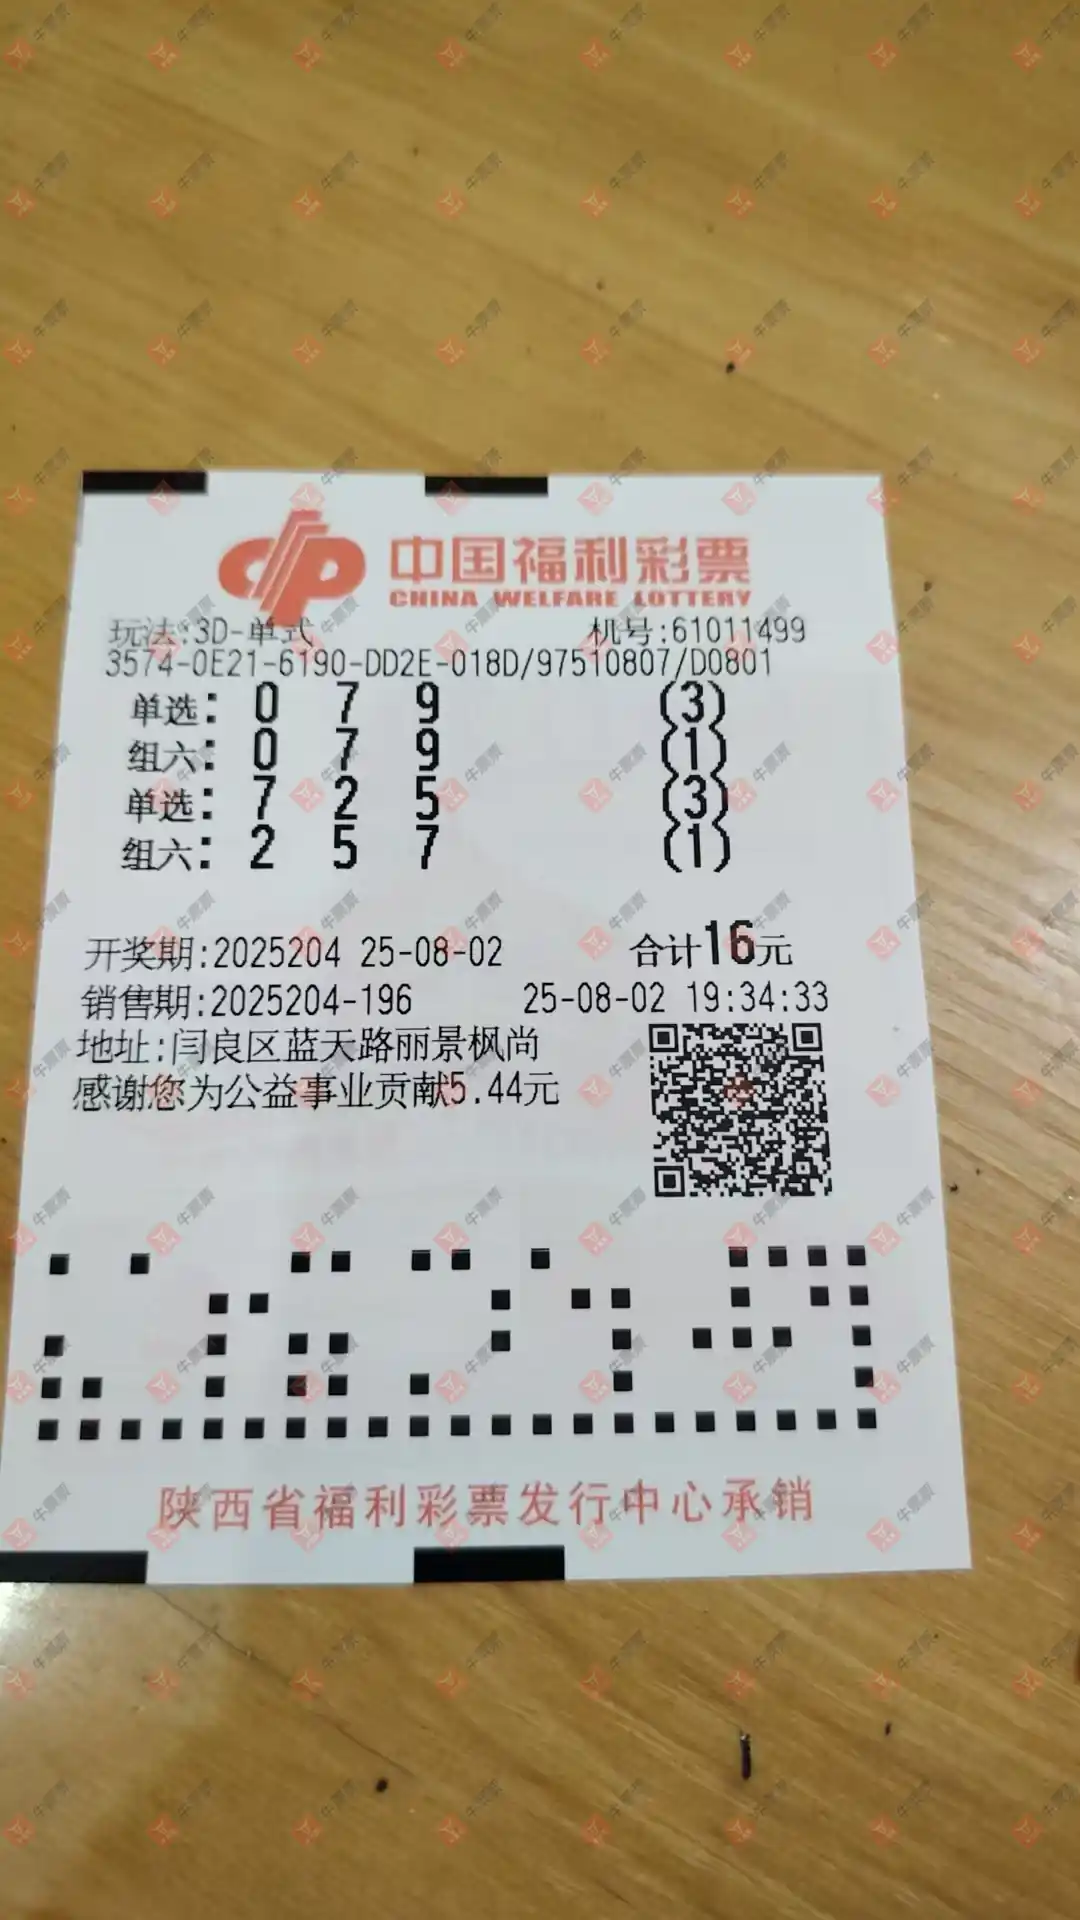 中国福利彩票
CHINA WELFARE LOTTERY
玩法:3D-单式 机号:61011499
3574-0E21-6190-DD2E-018D/97510807/D0801
单选: 0 7 9 (3)
组六: 0 7 9 (1)
单选: 7 2 5 (3)
组六: 2 5 7 (1)
开奖期:2025204 25-08-02 合计16元
销售期:2025204-196 25-08-02 19:34:33
地址:闫良区蓝天路丽景枫尚
感谢您为公益事业贡献5.44元
陕西省福利彩票发行中心承销